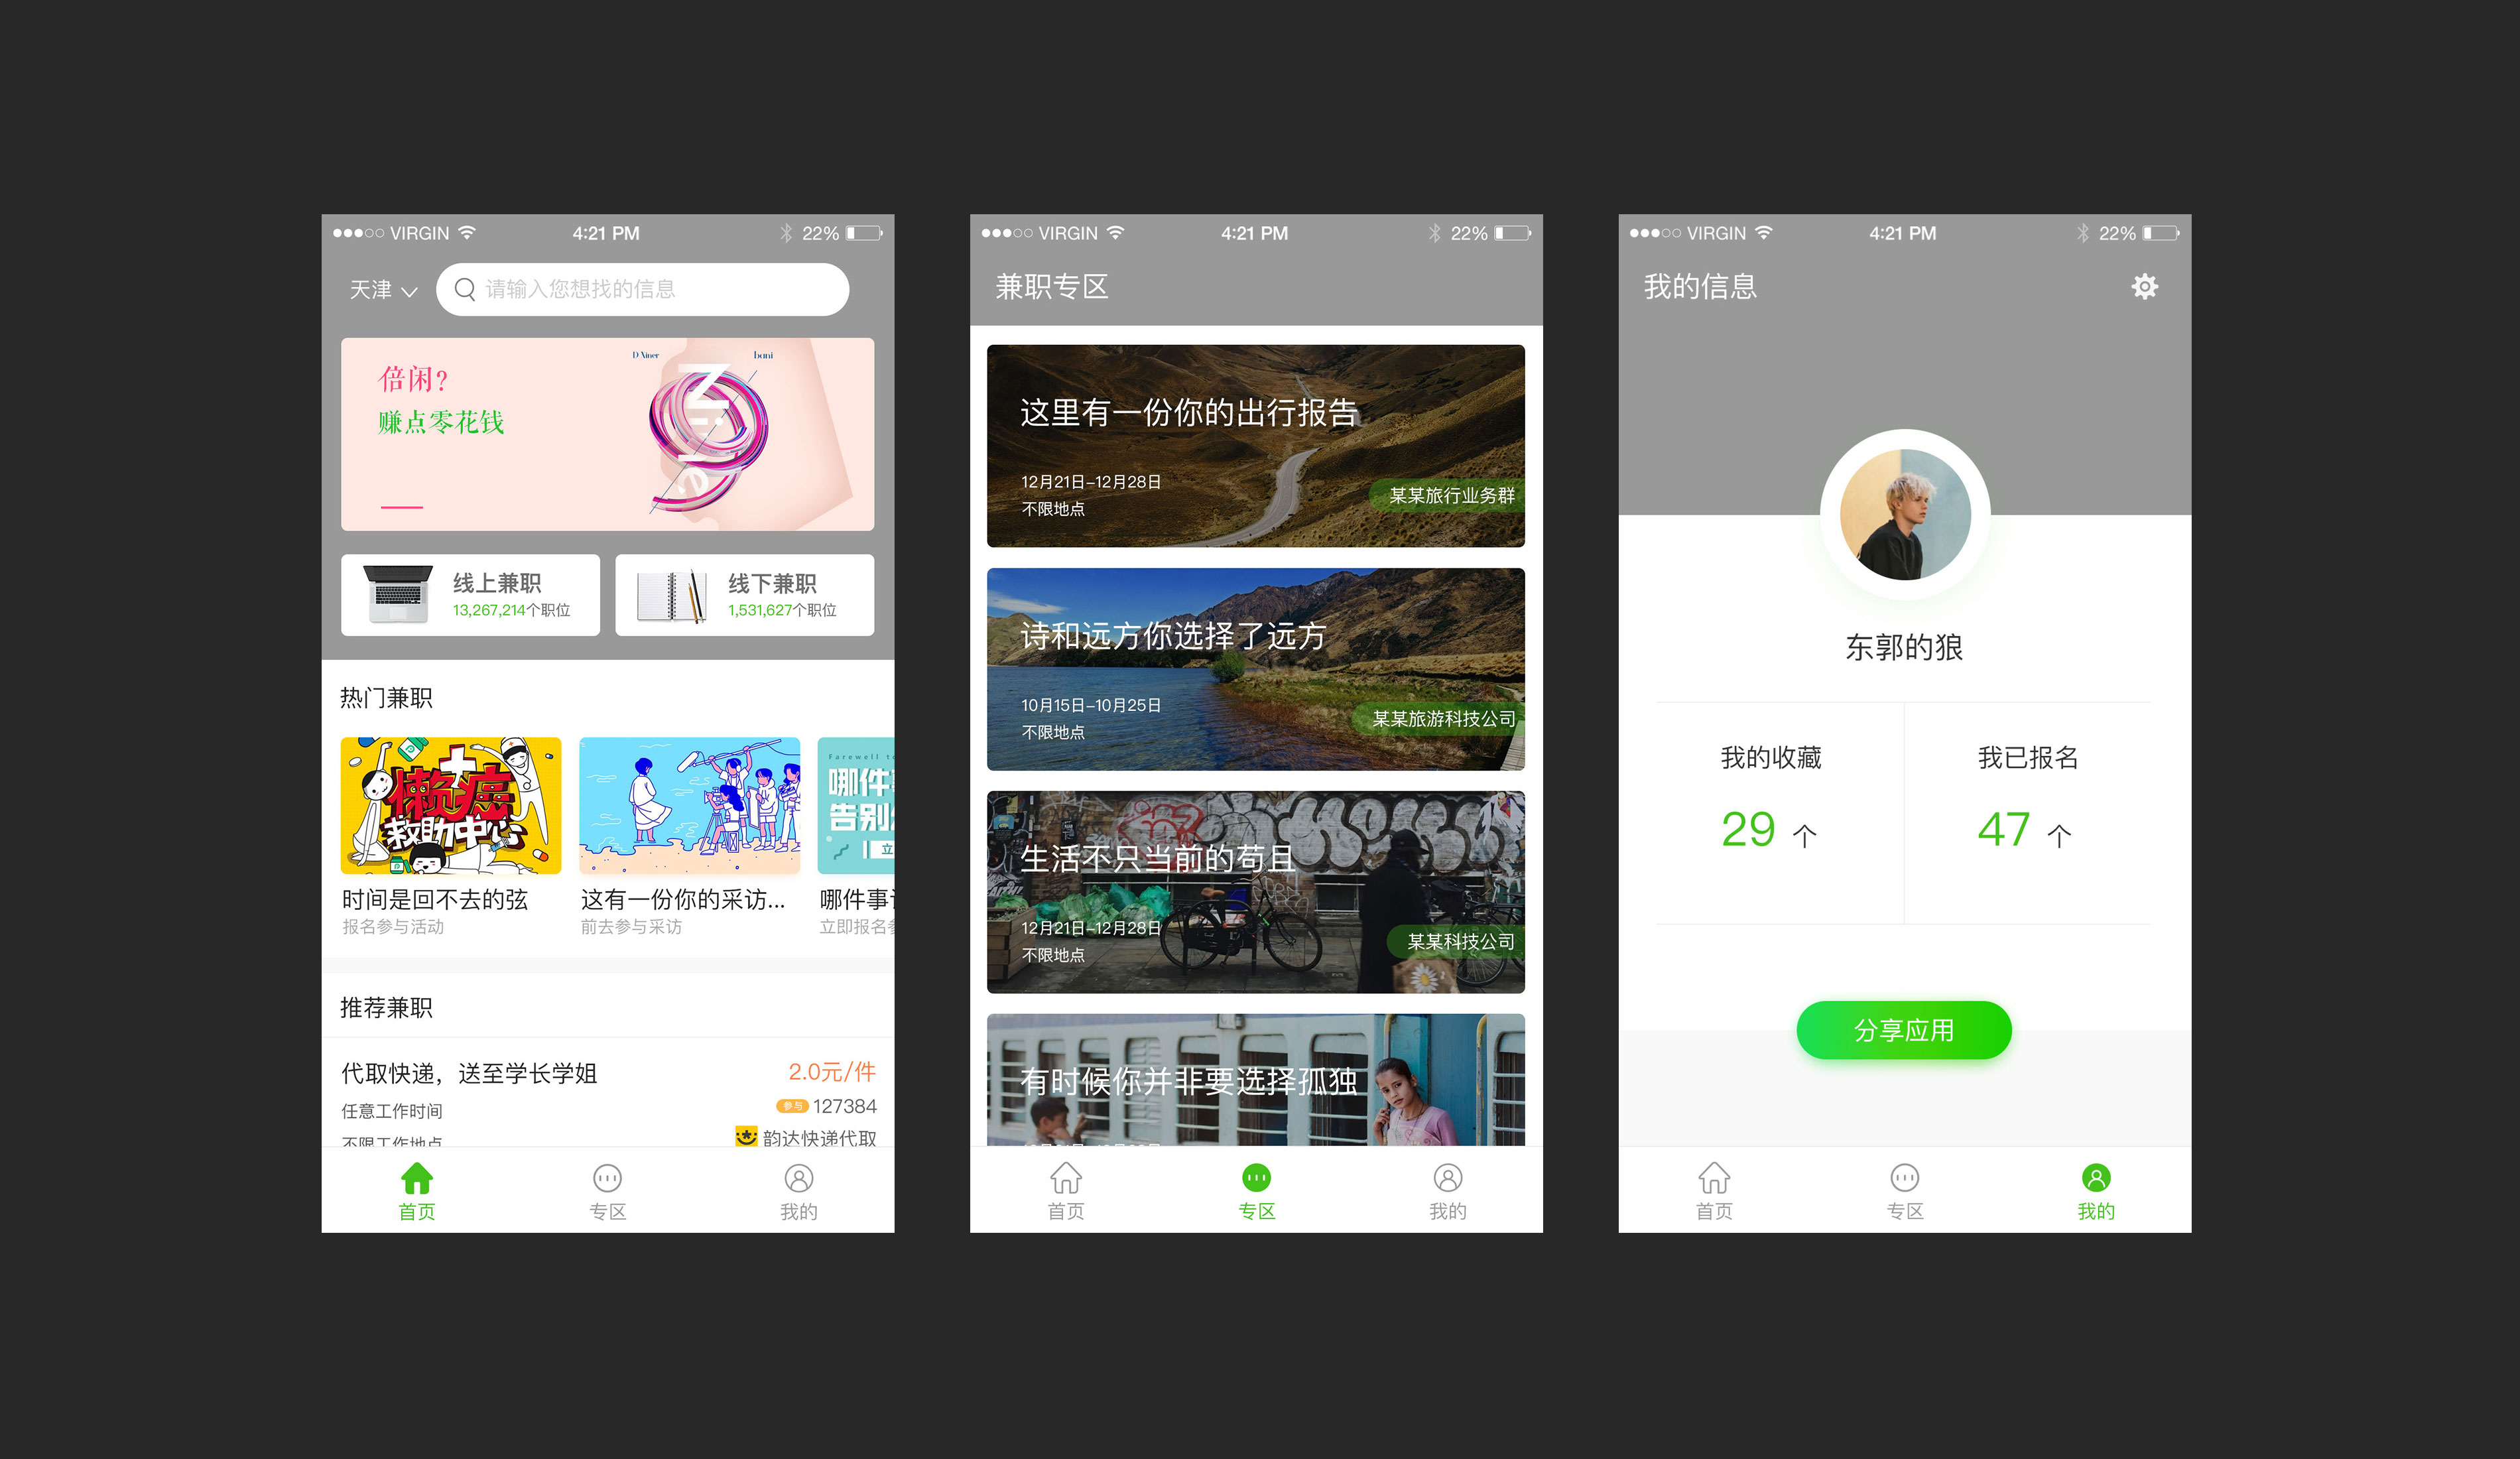 VIRGIN 4:21 PM 22%
天津 请输入您想找的信息
D Xiner
bani
倍闲?
赚点零花钱
线上兼职
13,267,214个职位
线下兼职
1,531,627个职位
热门兼职
懒癌
救助中心
时间是回不去的弦
报名参与活动
这有一份你的采访...
前去参与采访
哪件
告别
哪件事
立即报名
推荐兼职
代取快递，送至学长学姐
2.0元/件
任意工作时间
参与 127384
不限工作地点
韵达快递代取
首页
专区
我的
VIRGIN 4:21 PM 22%
兼职专区
这里有一份你的出行报告
12月21日-12月28日
不限地点
某某旅行业务群
诗和远方你选择了远方
10月15日-10月25日
不限地点
某某旅游科技公司
生活不只当前的苟且
12月21日-12月28日
不限地点
某某科技公司
有时候你并非要选择孤独
首页
专区
我的
VIRGIN 4:21 PM 22%
我的信息
东郭的狼
我的收藏
29 个
我已报名
47 个
分享应用
首页
专区
我的